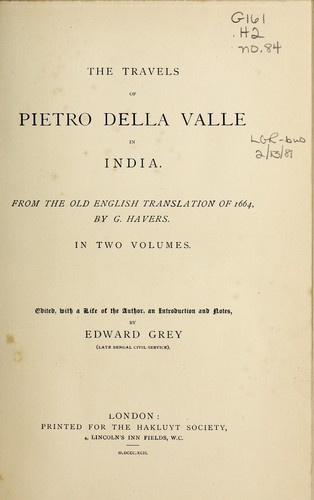 G161
.H2
no.84
THE TRAVELS
OF
PIETRO DELLA VALLE
IN
INDIA.
FROM THE OLD ENGLISH TRANSLATION OF 1664,
BY G. HAVERS.
IN TWO VOLUMES.
2/13/87
Edited, with a Life of the Author, an Introduction and Notes,
BY
EDWARD GREY
(LATE BENGAL CIVIL SERVICE).
LONDON:
PRINTED FOR THE HAKLUYT SOCIETY,
4, LINCOLN'S INN FIELDS, W.C.
M.DCCC.XCII.